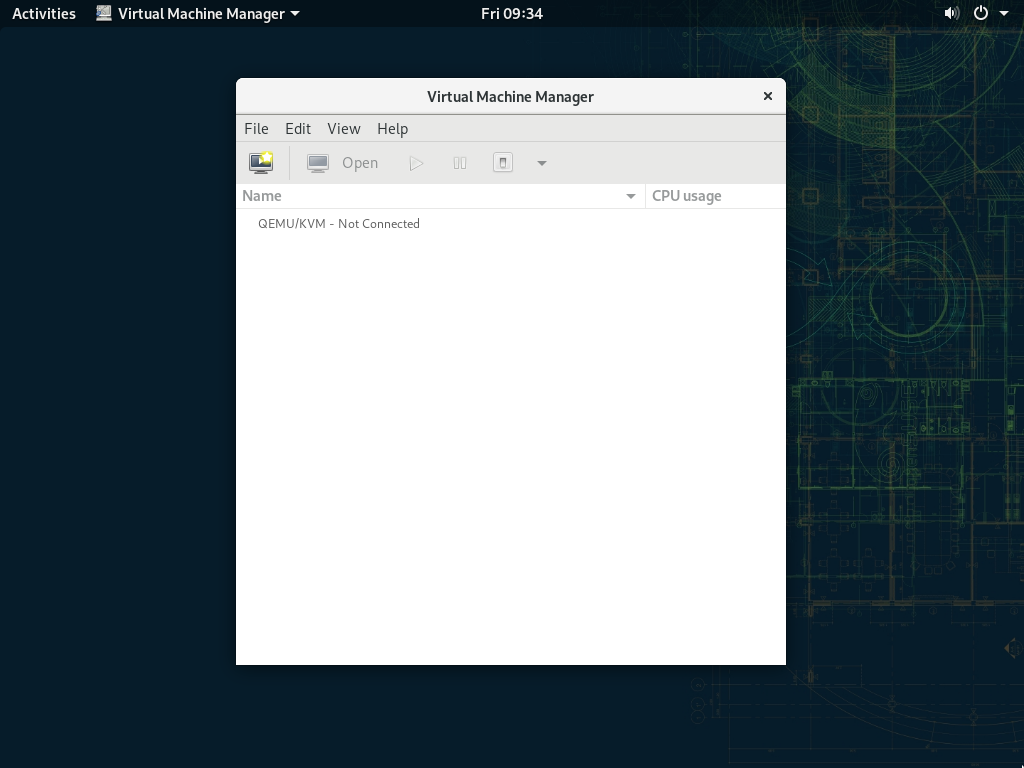 Activities Virtual Machine Manager Fri 09:34
Virtual Machine Manager
File Edit View Help
Open
Name CPU usage
QEMU/KVM - Not Connected